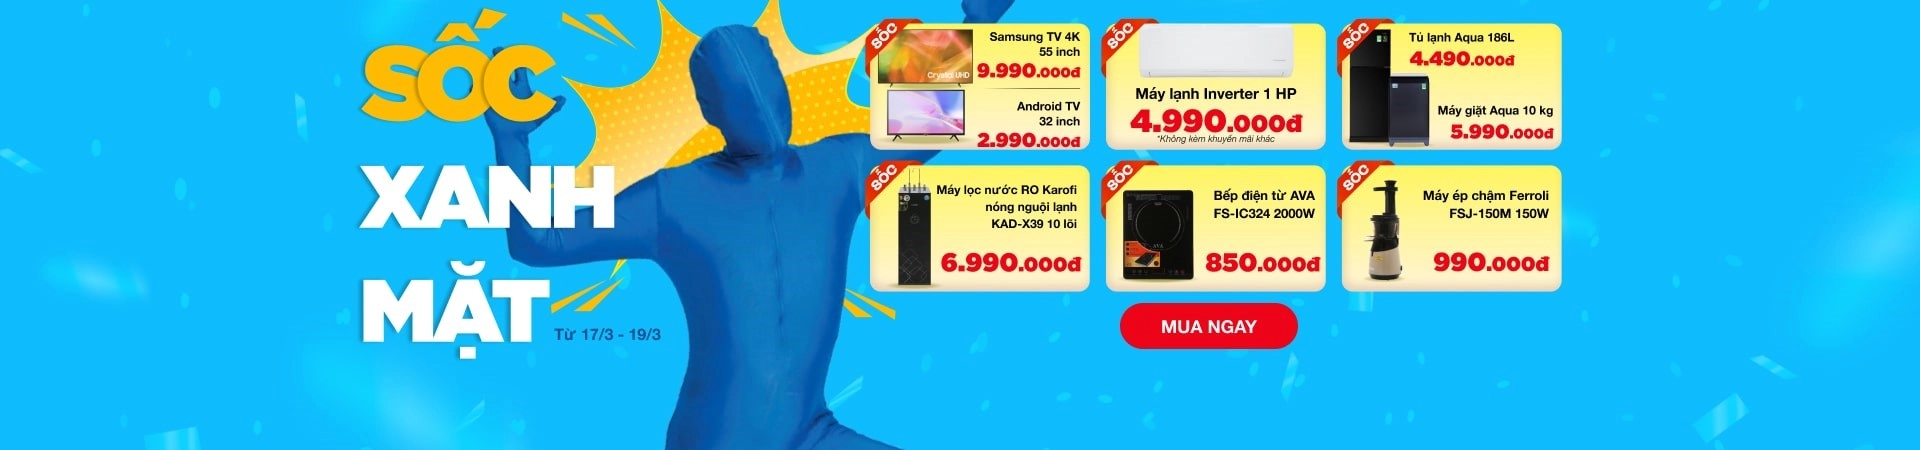 SỐC
XANH
MẶT
Từ 17/3 - 19/3
SỐC
Samsung TV 4K
55 inch
9.990.000đ
Crystal UHD
Android TV
32 inch
2.990.000đ
SỐC
Máy lạnh Inverter 1 HP
4.990.000đ
*Không kèm khuyến mãi khác
SỐC
Tủ lạnh Aqua 186L
4.490.000đ
Máy giặt Aqua 10 kg
5.990.000đ
SỐC
Máy lọc nước RO Karofi
nóng nguội lạnh
KAD-X39 10 lõi
6.990.000đ
SỐC
Bếp điện từ AVA
FS-IC324 2000W
AVA
850.000đ
SỐC
Máy ép chậm Ferroli
FSJ-150M 150W
990.000đ
MUA NGAY